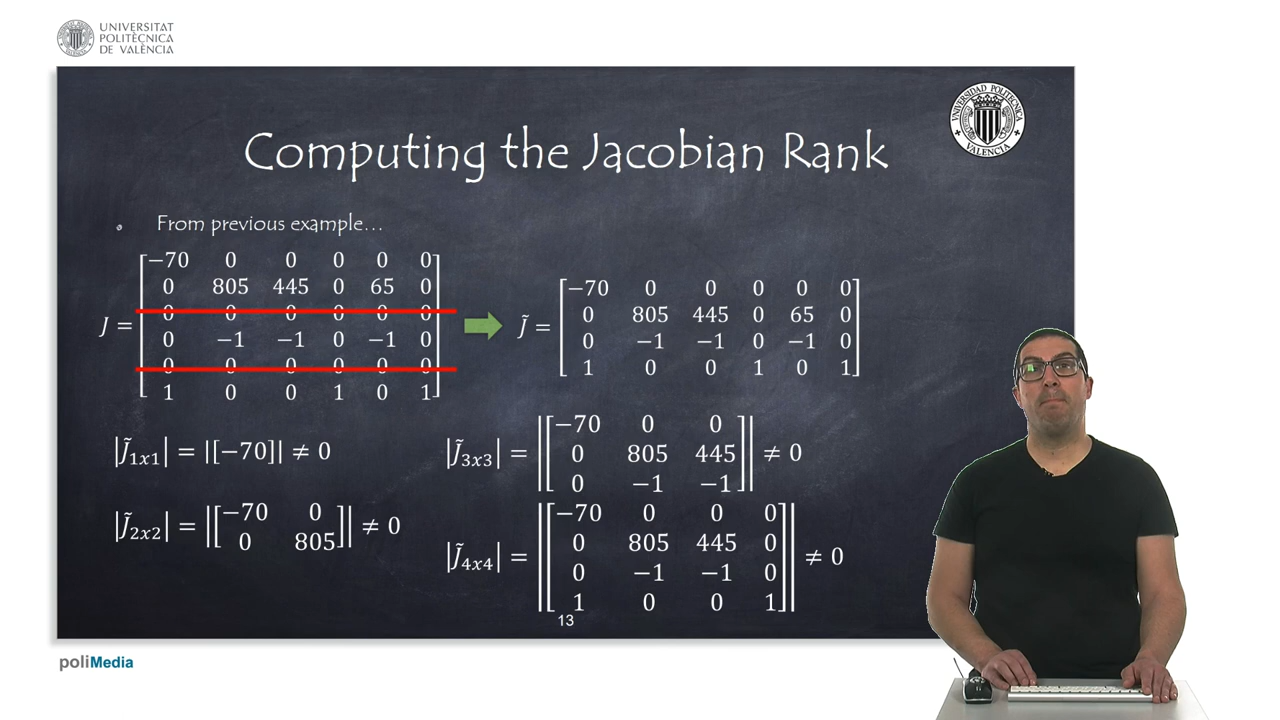 UNIVERSITAT
POLITÈCNICA
DE VALÈNCIA
UNIVERSIDAD POLITECNICA
VALENCIA
Computing the Jacobian Rank
From previous example...
J =
−70 0 0 0 0 0
0 805 445 0 65 0
0 0 0 0 0 0
0 −1 −1 0 −1 0
0 0 0 0 0 0
1 0 0 1 0 1
J̃ =
−70 0 0 0 0 0
0 805 445 0 65 0
0 −1 −1 0 −1 0
1 0 0 1 0 1
|J̃1x1| = |[−70]| ≠ 0
|J̃2x2| = |[−70 0
0 805]| ≠ 0
|J̃3x3| = |[−70 0 0
0 805 445
0 −1 −1]| ≠ 0
|J̃4x4| = |[−70 0 0 0
0 805 445 0
0 −1 −1 0
1 0 0 1]| ≠ 0
13
poliMedia